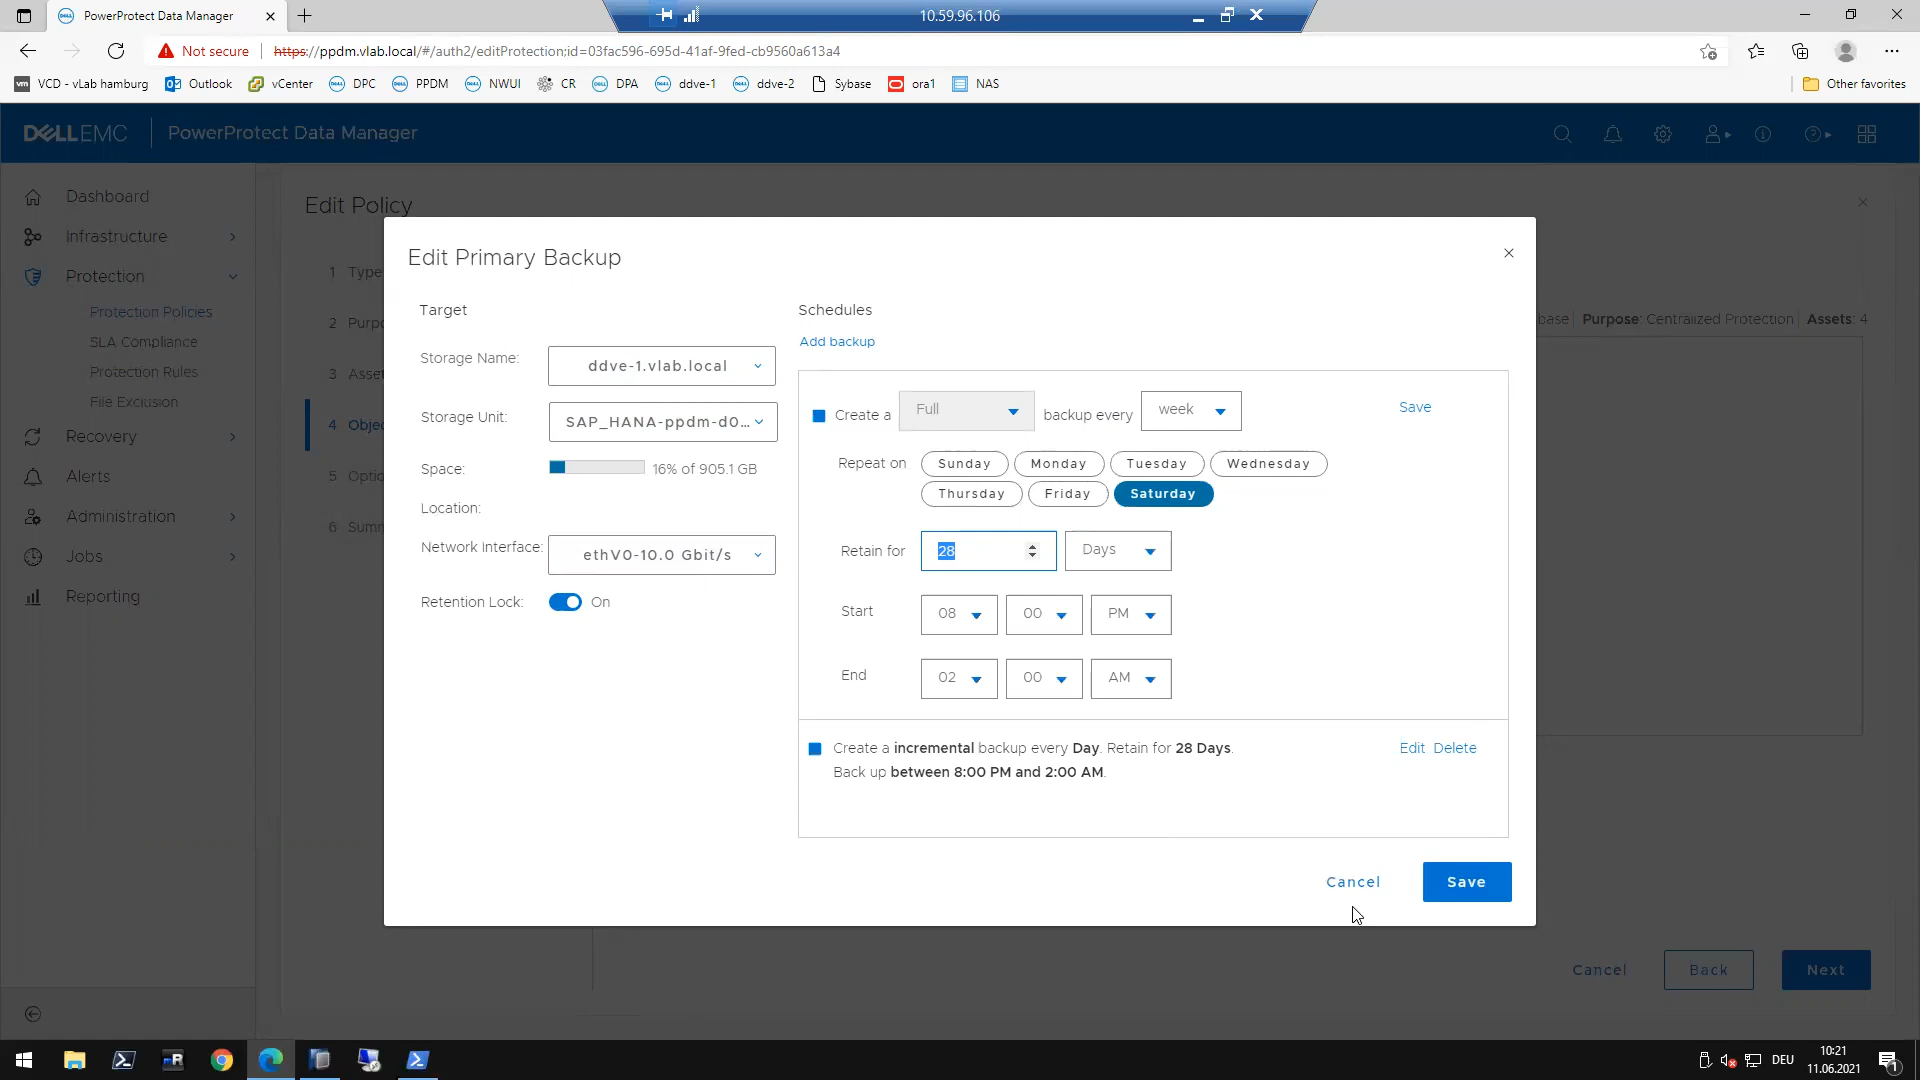 PowerProtect Data Manager
10.59.96.106
Not secure
https://ppdm.vlab.local/#/auth2/editProtection;id=03fac596-695d-41af-9fed-cb9560a613a4
VCD - vLab hamburg
Outlook
vCenter
DPC
PPDM
NWUI
CR
DPA
ddve-1
ddve-2
Sybase
ora1
NAS
Other favorites
DELLEMC
PowerProtect Data Manager
Dashboard
Infrastructure
Protection
Protection Policies
SLA Compliance
Protection Rules
File Exclusion
Recovery
Alerts
Administration
Jobs
Reporting
Edit Policy
1 Type
2 Purpo
3 Asset
4 Objec
5 Optio
6 Summ
base Purpose: Centralized Protection Assets: 4
Edit Primary Backup
Target
Storage Name: ddve-1.vlab.local
Storage Unit: SAP_HANA-ppdm-d0...
Space: 16% of 905.1 GB
Location:
Network Interface: ethV0-10.0 Gbit/s
Retention Lock: On
Schedules
Add backup
Create a Full backup every week Save
Repeat on Sunday Monday Tuesday Wednesday
Thursday Friday Saturday
Retain for 28 Days
Start 08 00 PM
End 02 00 AM
Create a incremental backup every Day. Retain for 28 Days. Edit Delete
Back up between 8:00 PM and 2:00 AM.
Cancel Save
Cancel Back Next
DEU
10:21
11.06.2021
1